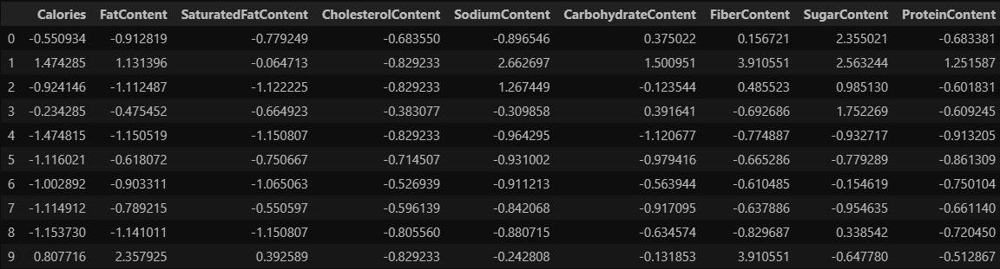 Calories FatContent SaturatedFatContent CholesterolContent SodiumContent CarbohydrateContent FiberContent SugarContent ProteinContent
0 -0.550934 -0.912819 -0.779249 -0.683550 -0.896546 0.375022 0.156721 2.355021 -0.683381
1 1.474285 1.131396 -0.064713 -0.829233 2.662697 1.500951 3.910551 2.563244 1.251587
2 -0.924146 -1.112487 -1.122225 -0.829233 1.267449 -0.123544 0.485523 0.985130 -0.601831
3 -0.234285 -0.475452 -0.664923 -0.383077 -0.309858 0.391641 -0.692686 1.752269 -0.609245
4 -1.474815 -1.150519 -1.150807 -0.829233 -0.964295 -1.120677 -0.774887 -0.932717 -0.913205
5 -1.116021 -0.618072 -0.750667 -0.714507 -0.931002 -0.979416 -0.665286 -0.779289 -0.861309
6 -1.002892 -0.903311 -1.065063 -0.526939 -0.911213 -0.563944 -0.610485 -0.154619 -0.750104
7 -1.114912 -0.789215 -0.550597 -0.596139 -0.842068 -0.917095 -0.637886 -0.954635 -0.661140
8 -1.153730 -1.141011 -1.150807 -0.805560 -0.880715 -0.634574 -0.829687 0.338542 -0.720450
9 0.807716 2.357925 0.392589 -0.829233 -0.242808 -0.131853 3.910551 -0.647780 -0.512867